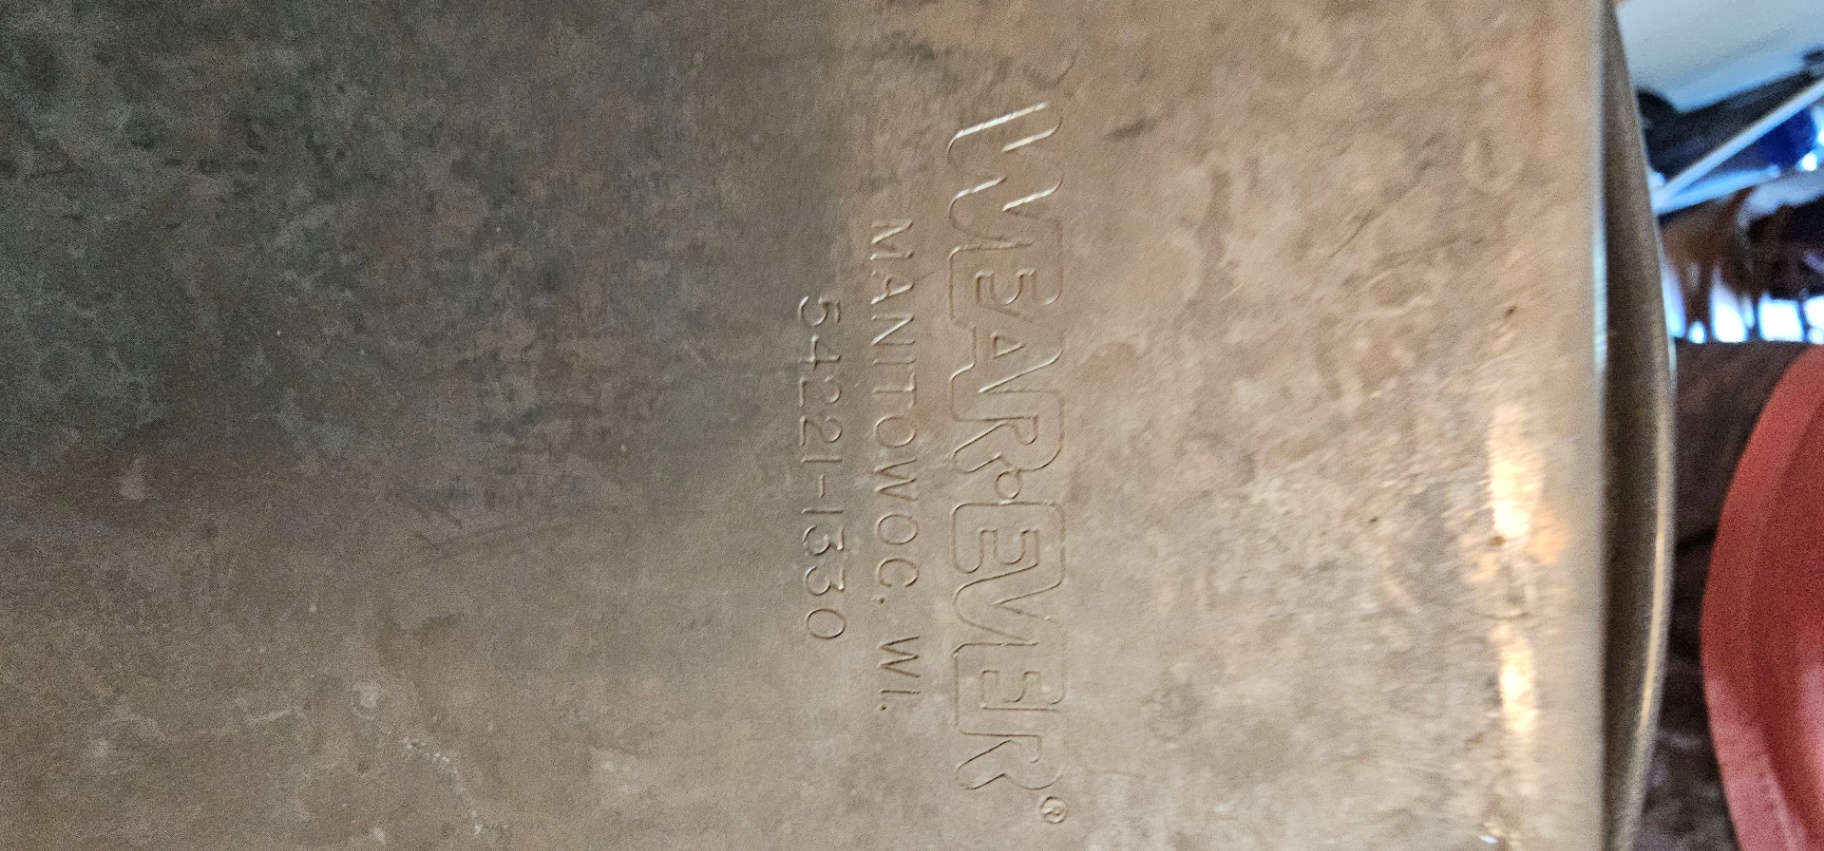 WEAR·EVER®
MANITOWOC, WI.
54221-1330